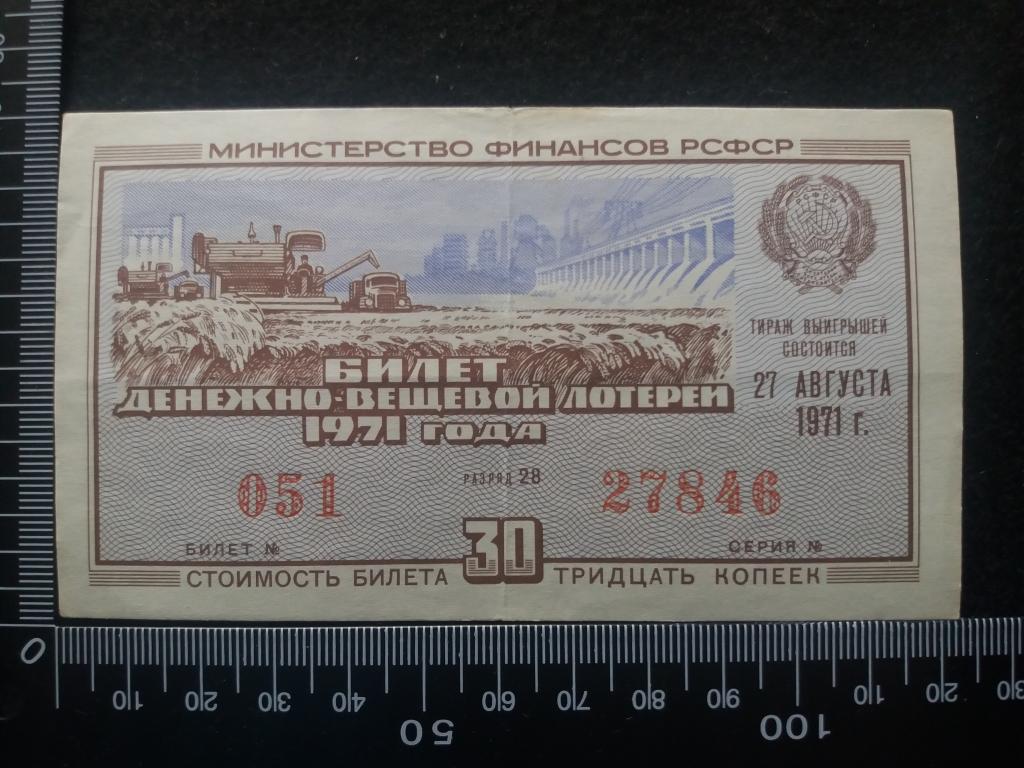 МИНИСТЕРСТВО ФИНАНСОВ РСФСР
ТИРАЖ ВЫИГРЫШЕЙ
СОСТОИТСЯ
27 АВГУСТА
1971 г.
БИЛЕТ
ДЕНЕЖНО-ВЕЩЕВОЙ ЛОТЕРЕИ
1971 ГОДА
051 РАЗРЯД 28 27846
БИЛЕТ № СЕРИЯ №
СТОИМОСТЬ БИЛЕТА 30 ТРИДЦАТЬ КОПЕЕК
0 10 20 30 40 50 60 70 80 90 100 10 20 30